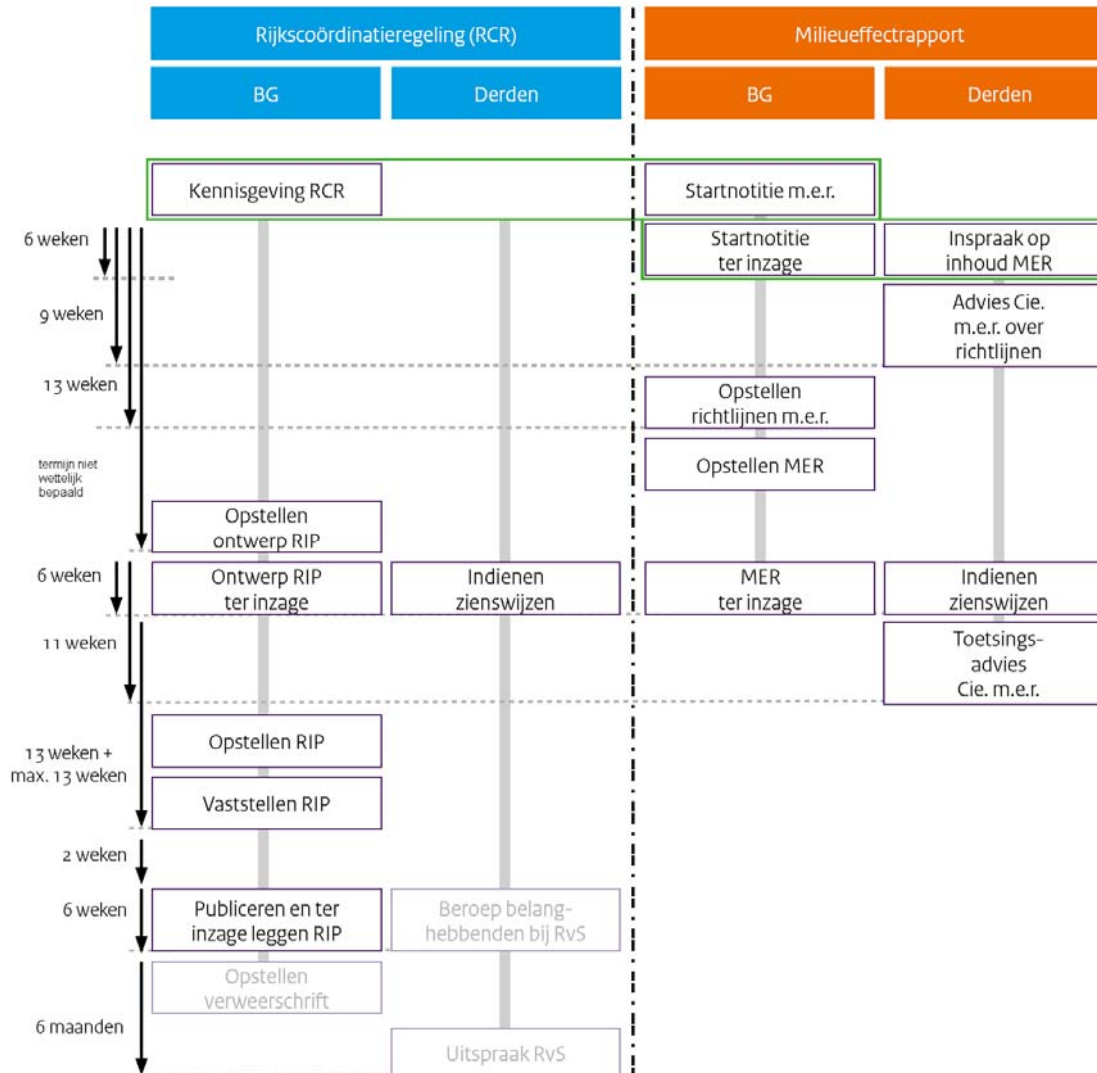 Rijkscoördinatieregeling (RCR)
Milieueffectrapport
BG
Derden
BG
Derden
Kennisgeving RCR
Startnotitie m.e.r.
6 weken
Startnotitie
ter inzage
Inspraak op
inhoud MER
9 weken
Advies Cie.
m.e.r. over
richtlijnen
13 weken
Opstellen
richtlijnen m.e.r.
termijn niet
wettelijk
bepaald
Opstellen MER
Opstellen
ontwerp RIP
6 weken
Ontwerp RIP
ter inzage
Indienen
zienswijzen
MER
ter inzage
Indienen
zienswijzen
11 weken
Toetsings-
advies
Cie. m.e.r.
13 weken +
max. 13 weken
Opstellen RIP
Vaststellen RIP
2 weken
6 weken
Publiceren en ter
inzage leggen RIP
Beroep belang-
hebbenden bij RvS
Opstellen
verweerschrift
6 maanden
Uitspraak RvS